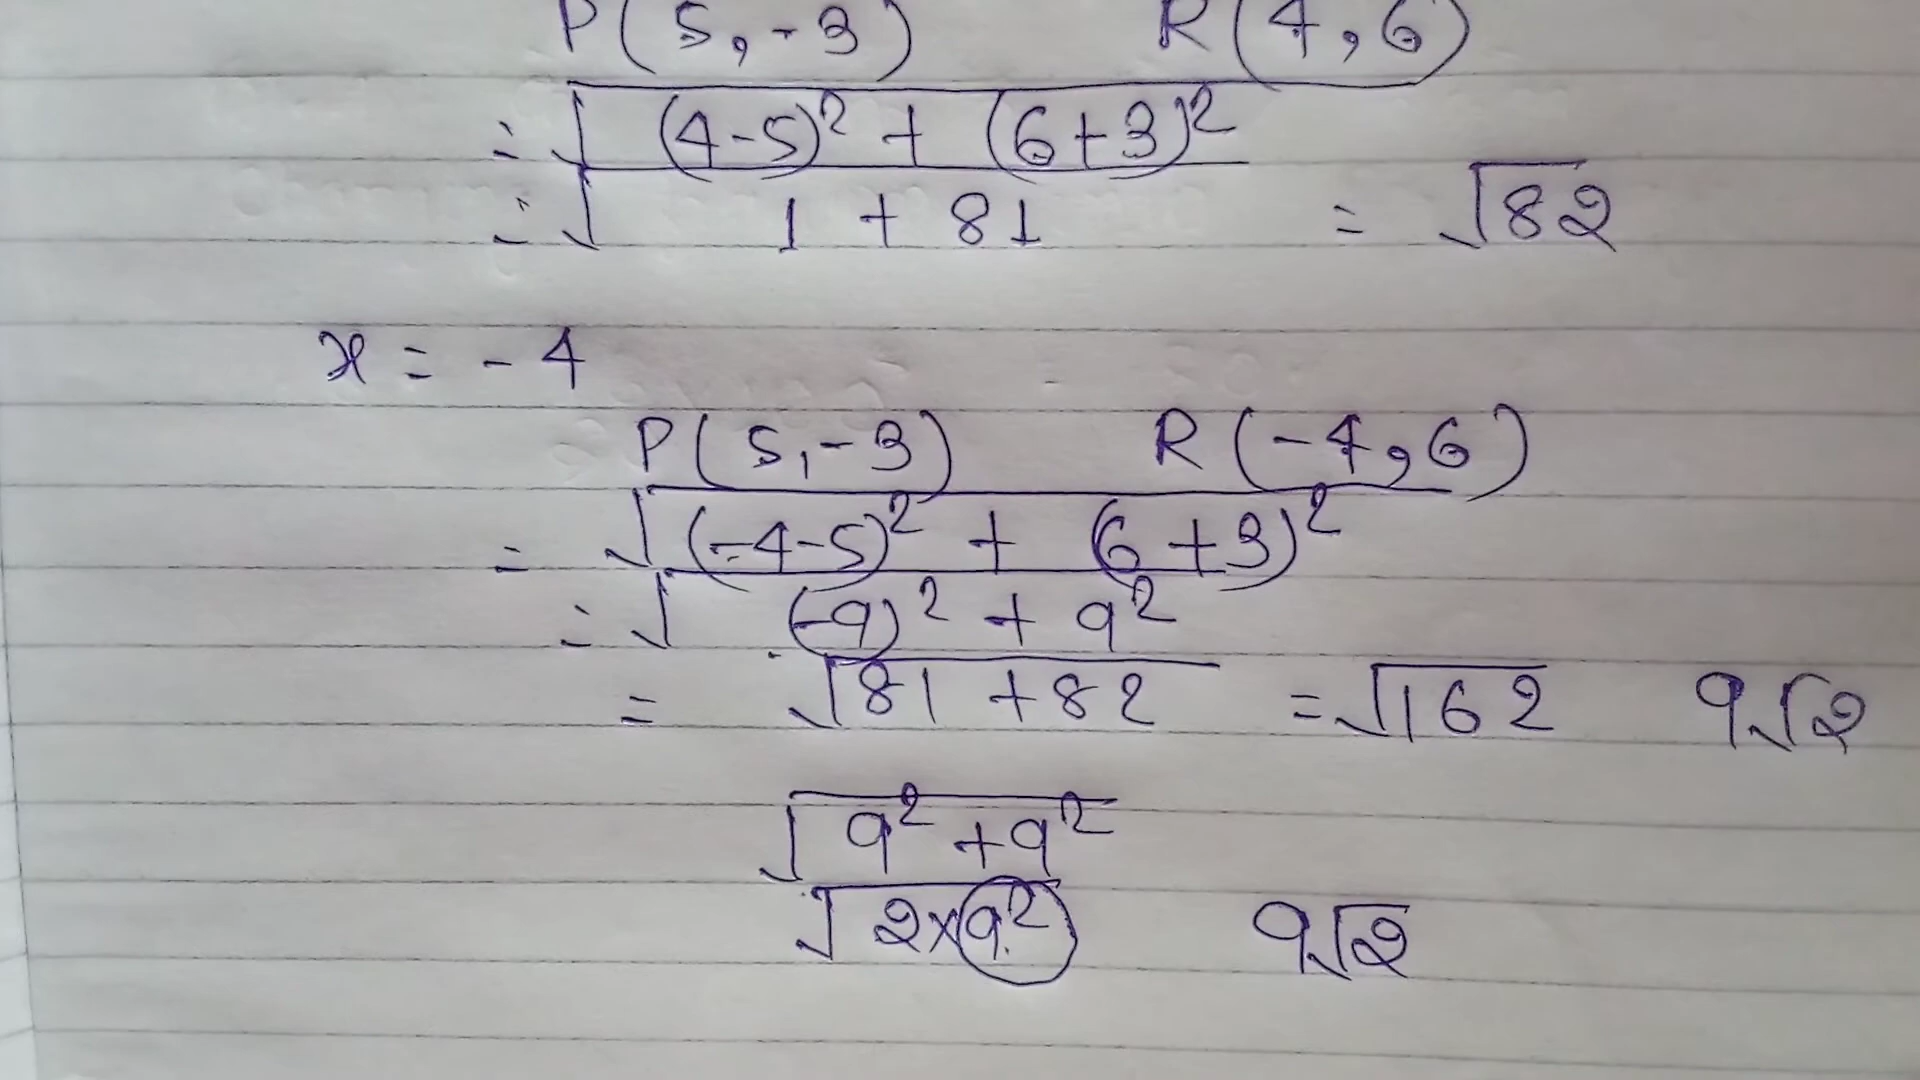 P(5,-3) R(4,6)
= √(4-5)² + (6+3)²
= √1 + 81 = √82
x = -4
P(5,-3) R(-4,6)
= √(-4-5)² + (6+3)²
= √(-9)² + 9²
= √81 + 82 = √162 9√2
√9² + 9²
√2×9² 9√2